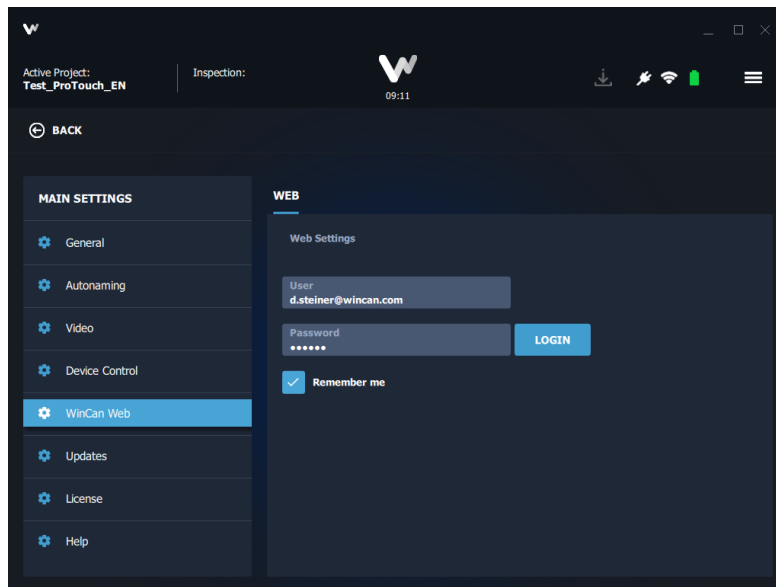 Active Project:
Test_ProTouch_EN
Inspection:
09:11
BACK
MAIN SETTINGS
General
Autonaming
Video
Device Control
WinCan Web
Updates
License
Help
WEB
Web Settings
User
d.steiner@wincan.com
Password
••••••
LOGIN
Remember me